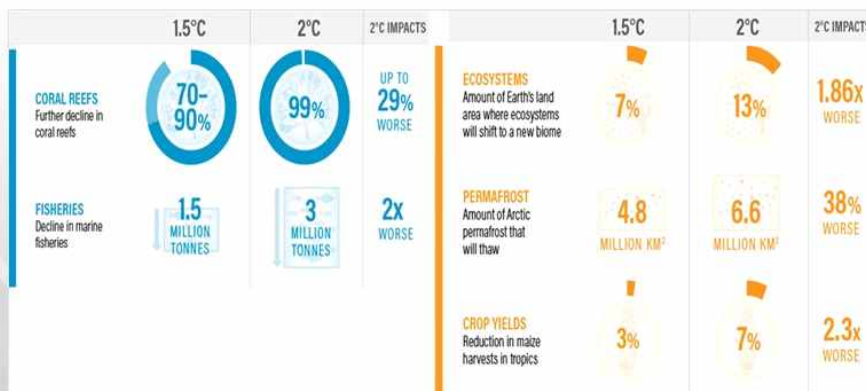 1.5°C 2°C 2°C IMPACTS
CORAL REEFS
Further decline in
coral reefs
70-
90%
99%
UP TO
29%
WORSE
FISHERIES
Decline in marine
fisheries
1.5
MILLION
TONNES
3
MILLION
TONNES
2x
WORSE
1.5°C 2°C 2°C IMPACTS
ECOSYSTEMS
Amount of Earth's land
area where ecosystems
will shift to a new biome
7%
13%
1.86x
WORSE
PERMAFROST
Amount of Arctic
permafrost that
will thaw
4.8
MILLION KM²
6.6
MILLION KM²
38%
WORSE
CROP YIELDS
Reduction in maize
harvests in tropics
3%
7%
2.3x
WORSE